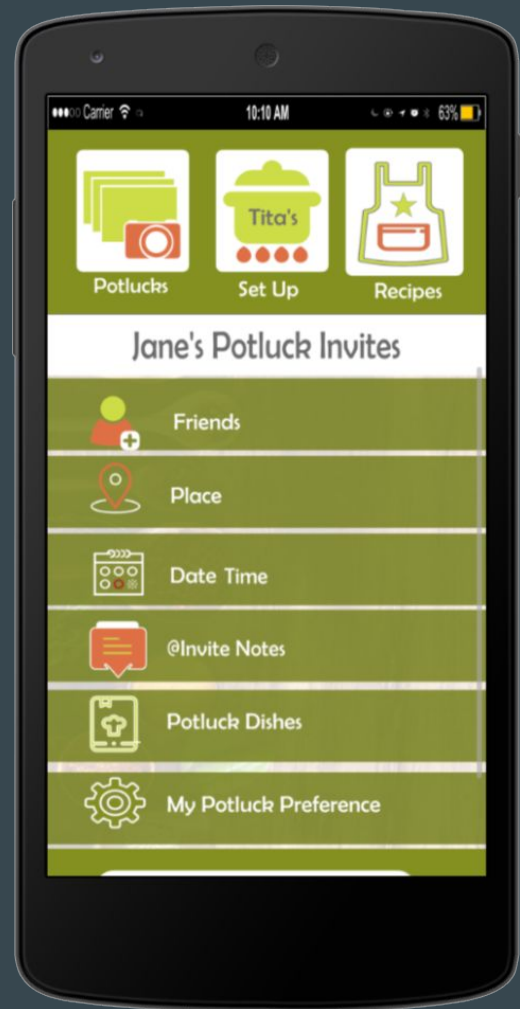 Carrier 10:10 AM 63%
Tita's
Potlucks Set Up Recipes
Jane's Potluck Invites
Friends
Place
Date Time
@Invite Notes
Potluck Dishes
My Potluck Preference